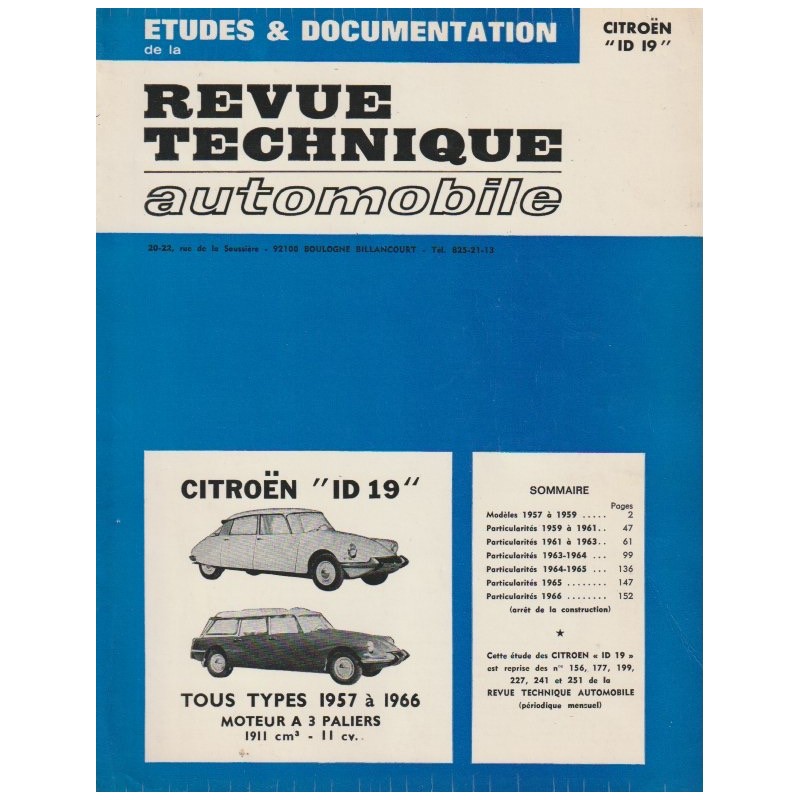 ETUDES & DOCUMENTATION
de la
CITROËN
"ID 19"
REVUE
TECHNIQUE
automobile
20-22, rue de la Saussière - 92100 BOULOGNE BILLANCOURT - Tél. 825-21-13
CITROËN "ID 19"
TOUS TYPES 1957 à 1966
MOTEUR A 3 PALIERS
1911 cm³ - 11 cv.
SOMMAIRE
Pages
Modèles 1957 à 1959 ..... 2
Particularités 1959 à 1961.. 47
Particularités 1961 à 1963.. 61
Particularités 1963-1964 ... 99
Particularités 1964-1965 ... 136
Particularités 1965 ........ 147
Particularités 1966 ........ 152
(arrêt de la construction)
★
Cette étude des CITROEN « ID 19 »
est reprise des nos 156, 177, 199,
227, 241 et 251 de la
REVUE TECHNIQUE AUTOMOBILE
(périodique mensuel)